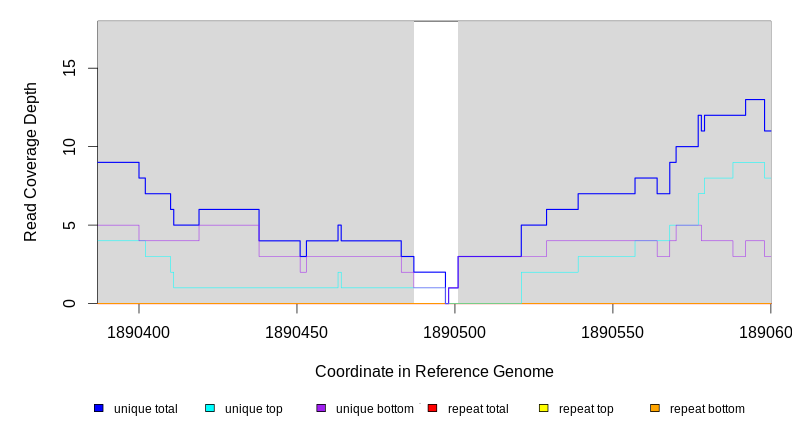 15
10
5
0
Read Coverage Depth
1890400 1890450 1890500 1890550 189060
Coordinate in Reference Genome
unique total unique top unique bottom repeat total repeat top repeat bottom